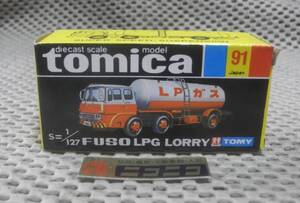 diecast scale model
tomica
91
Japan
LPガス
S=1/127 FUSO LPG LORRY
TOMY